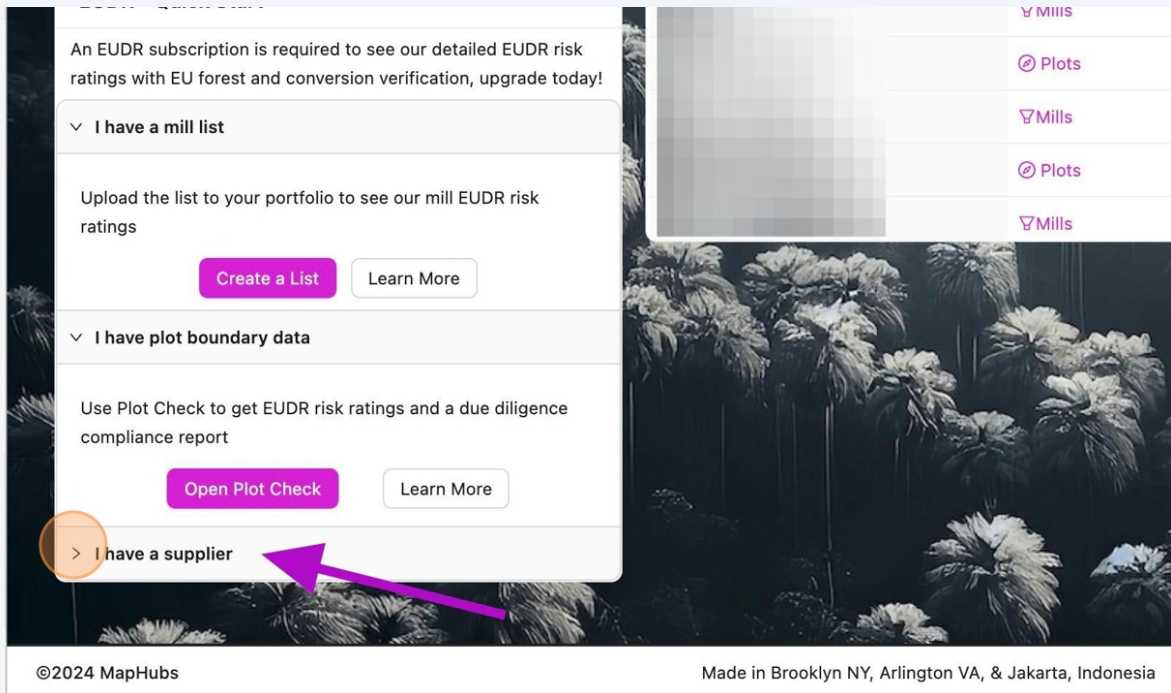 An EUDR subscription is required to see our detailed EUDR risk
ratings with EU forest and conversion verification, upgrade today!
I have a mill list
Upload the list to your portfolio to see our mill EUDR risk
ratings
Create a List
Learn More
I have plot boundary data
Use Plot Check to get EUDR risk ratings and a due diligence
compliance report
Open Plot Check
Learn More
I have a supplier
Mills
Plots
Mills
Plots
Mills
©2024 MapHubs
Made in Brooklyn NY, Arlington VA, & Jakarta, Indonesia